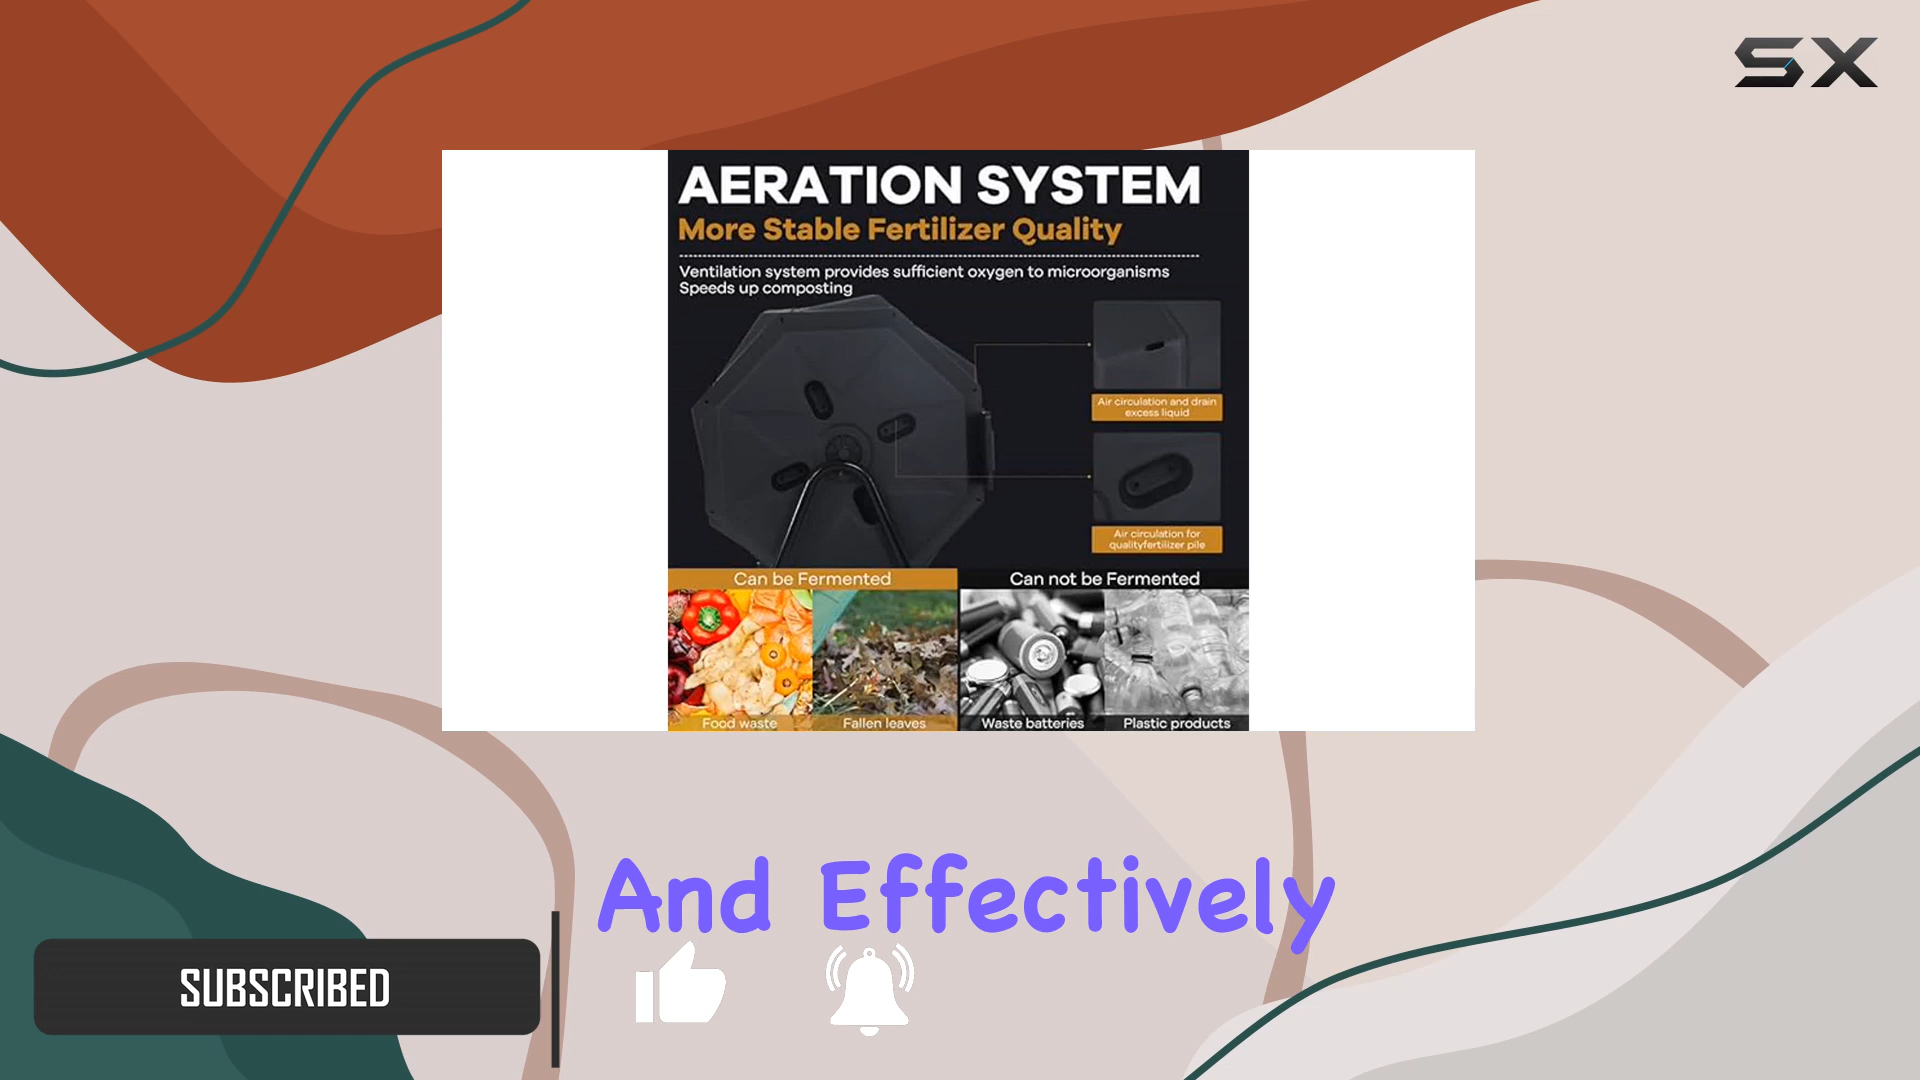 SX
AERATION SYSTEM
More Stable Fertilizer Quality
Ventilation system provides sufficient oxygen to microorganisms
Speeds up composting
Air circulation and drain
excess liquid
Air circulation for
qualityfertilizer pile
Can be Fermented
Can not be Fermented
Food waste
Fallen leaves
Waste batteries
Plastic products
And Effectively
SUBSCRIBED